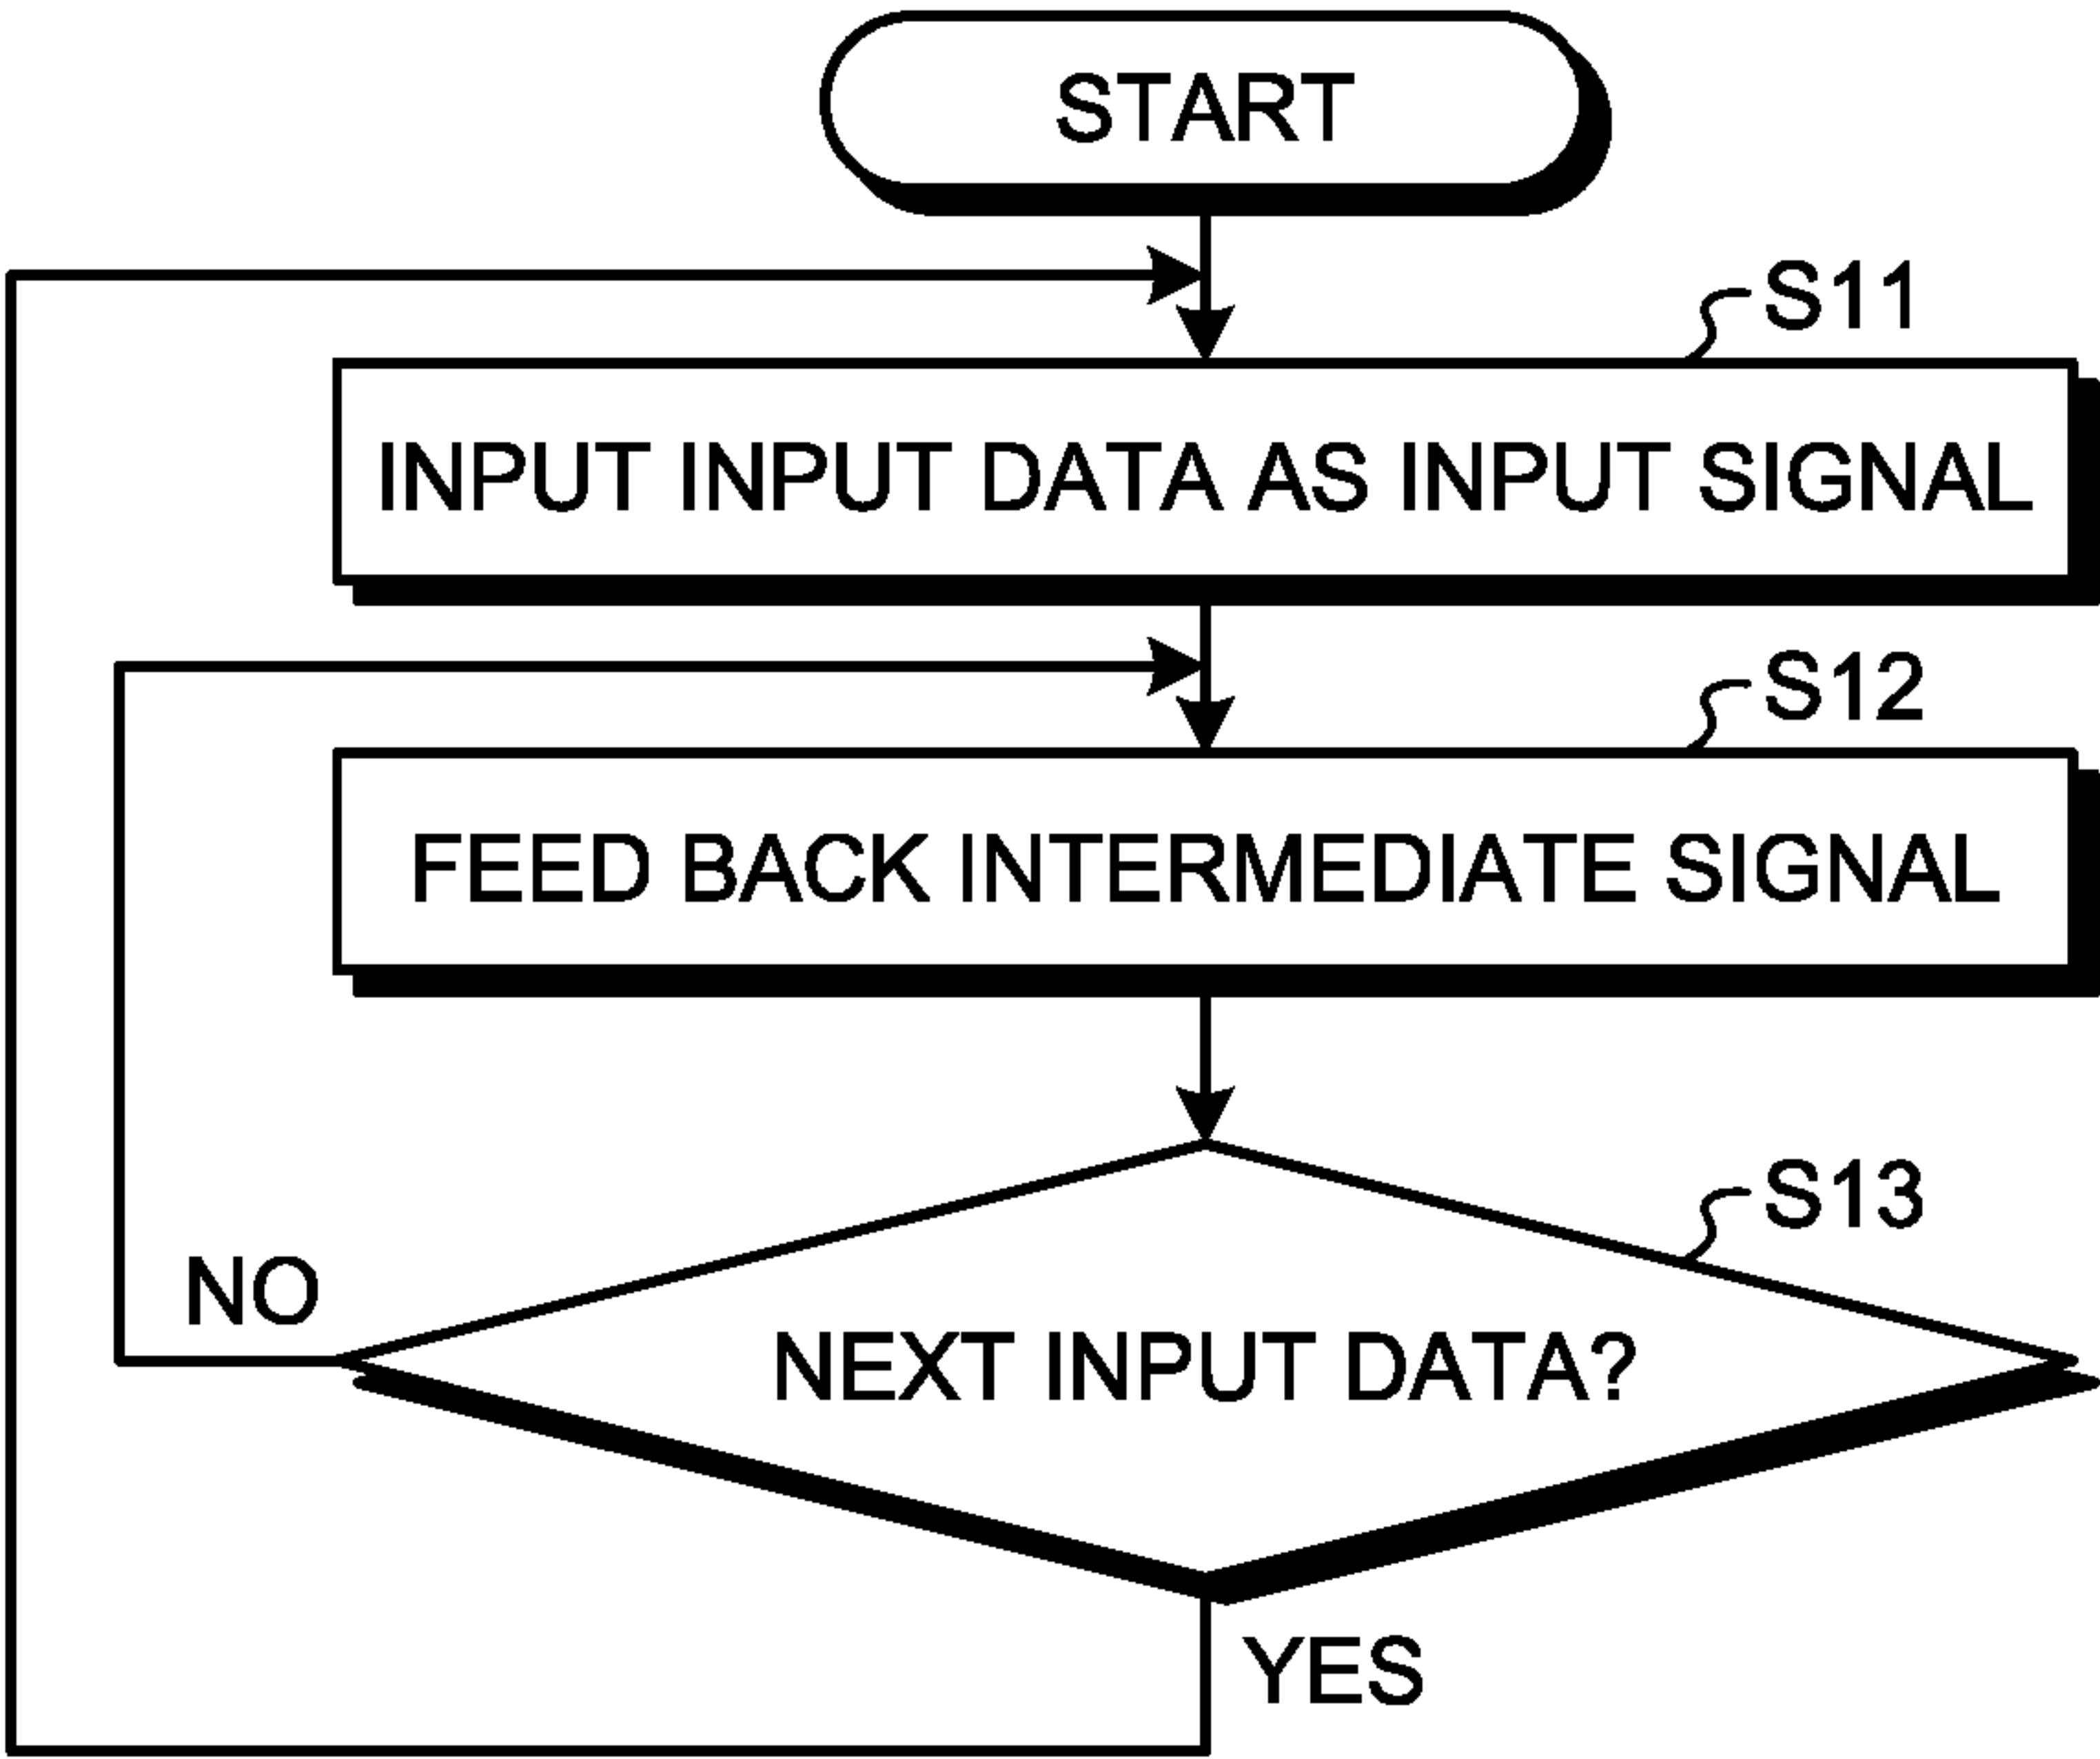 START
S11
INPUT INPUT DATA AS INPUT SIGNAL
S12
FEED BACK INTERMEDIATE SIGNAL
S13
NO
NEXT INPUT DATA?
YES